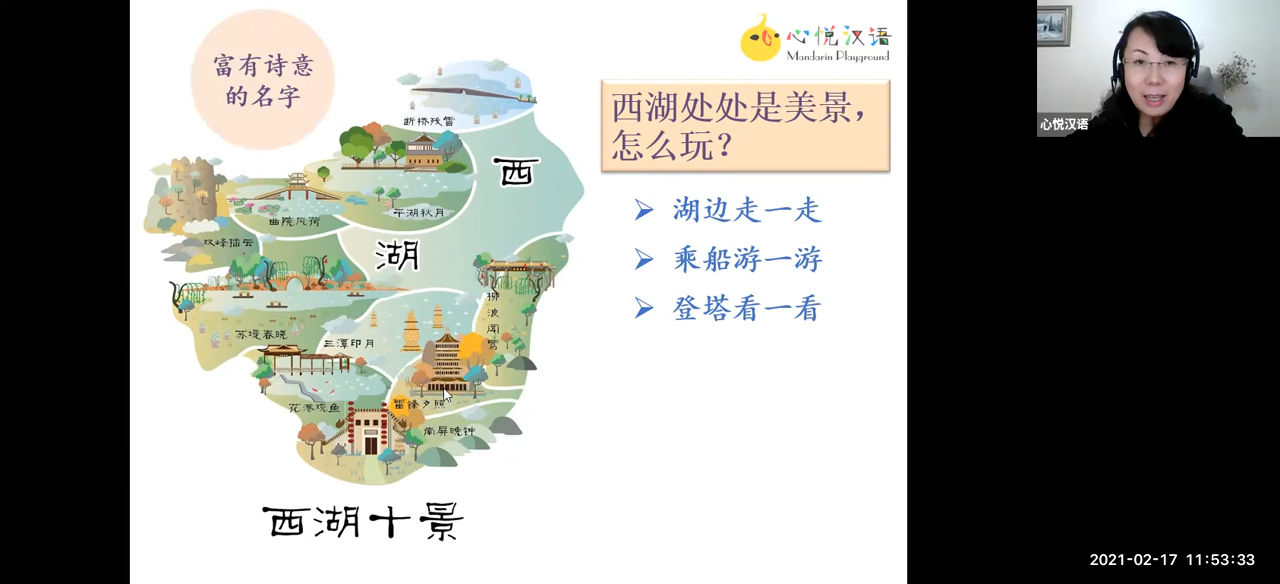 富有诗意
的名字
心悦汉语
Mandarin Playground
西湖处处是美景，
怎么玩？
湖边走一走
乘船游一游
登塔看一看
断桥残雪
西
平湖秋月
曲院风荷
双峰插云
湖
柳浪闻莺
苏堤春晓
三潭印月
花港观鱼
雷锋夕照
南屏晚钟
西湖十景
心悦汉语
2021-02-17 11:53:33